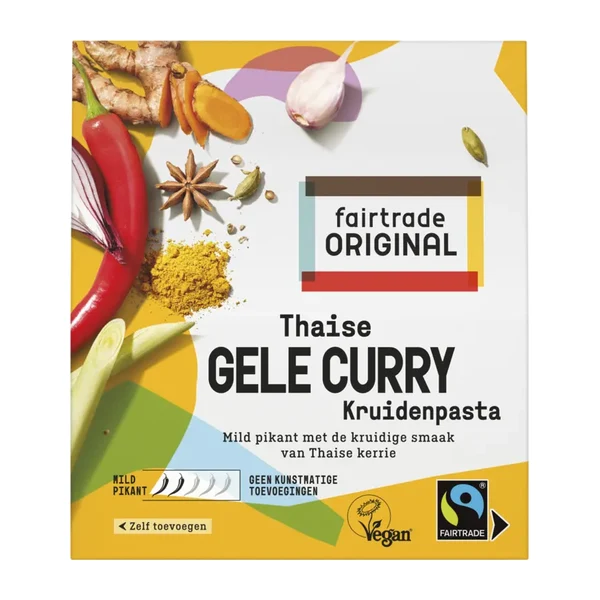 fairtrade
ORIGINAL
Thaise
GELE CURRY
Kruidenpasta
Mild pikant met de kruidige smaak
van Thaise kerrie
MILD
PIKANT
GEEN KUNSTMATIGE
TOEVOEGINGEN
< Zelf toevoegen
Vegan
FAIRTRADE